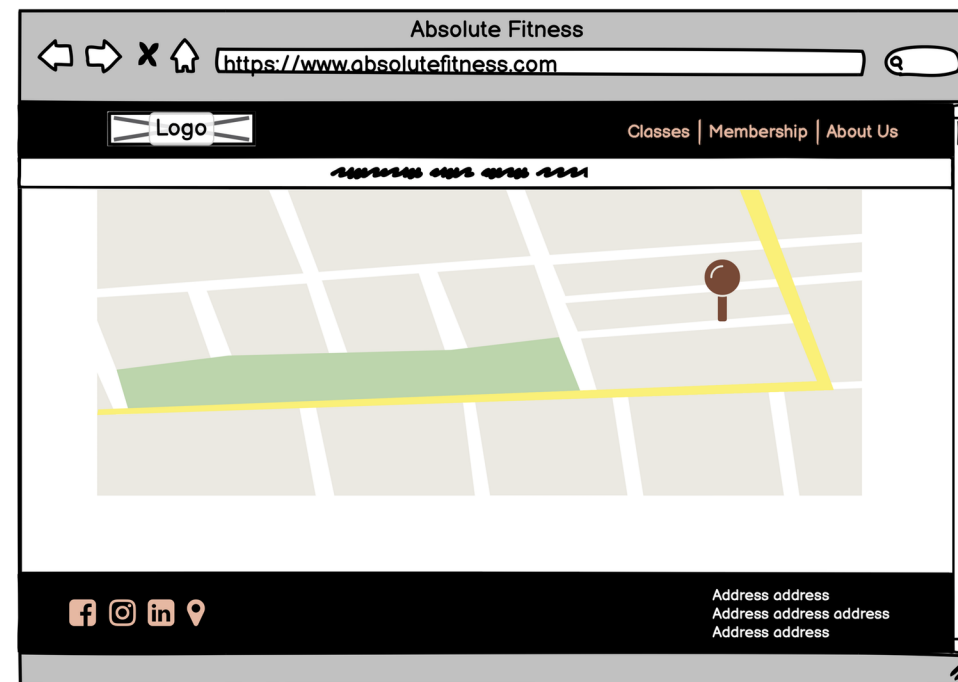 Absolute Fitness
https://www.absolutefitness.com
Logo
Classes | Membership | About Us
Address address
Address address address
Address address